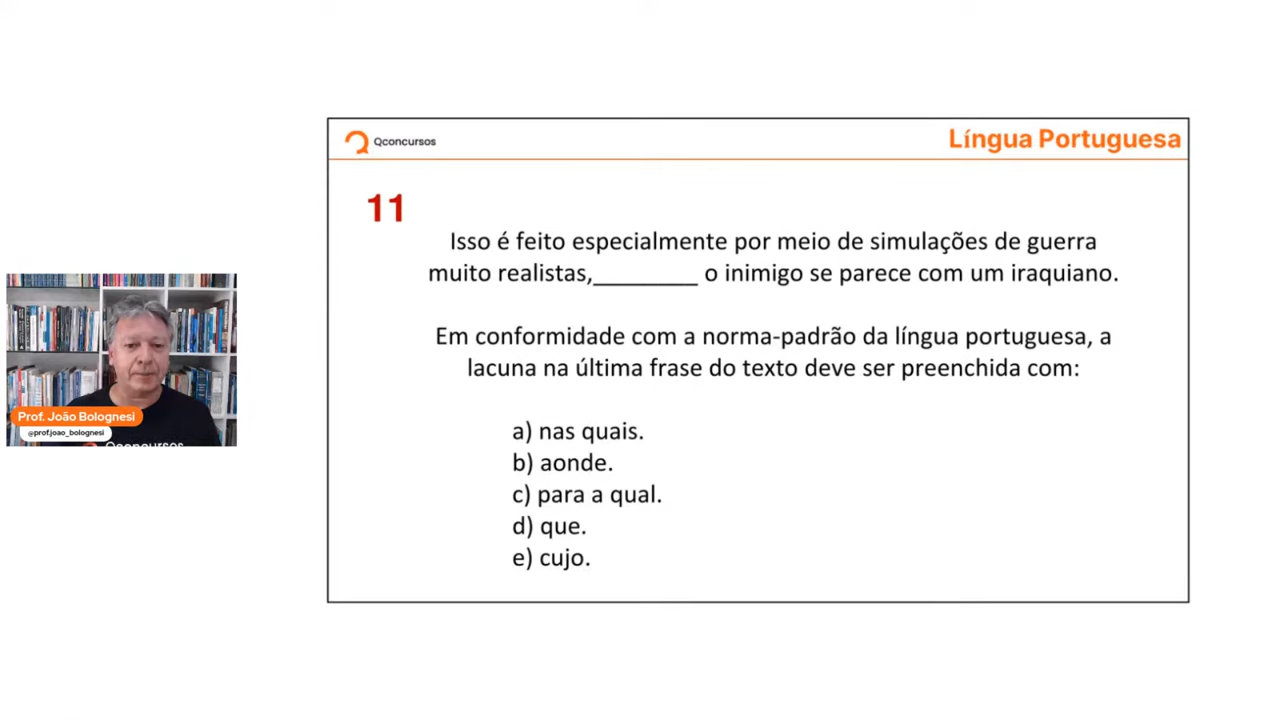 Qconcursos
Língua Portuguesa
11
Isso é feito especialmente por meio de simulações de guerra
muito realistas,________ o inimigo se parece com um iraquiano.
Em conformidade com a norma-padrão da língua portuguesa, a
lacuna na última frase do texto deve ser preenchida com:
a) nas quais.
b) aonde.
c) para a qual.
d) que.
e) cujo.
Prof. João Bolognesi
@prof.joao_bolognesi
Qconcursos